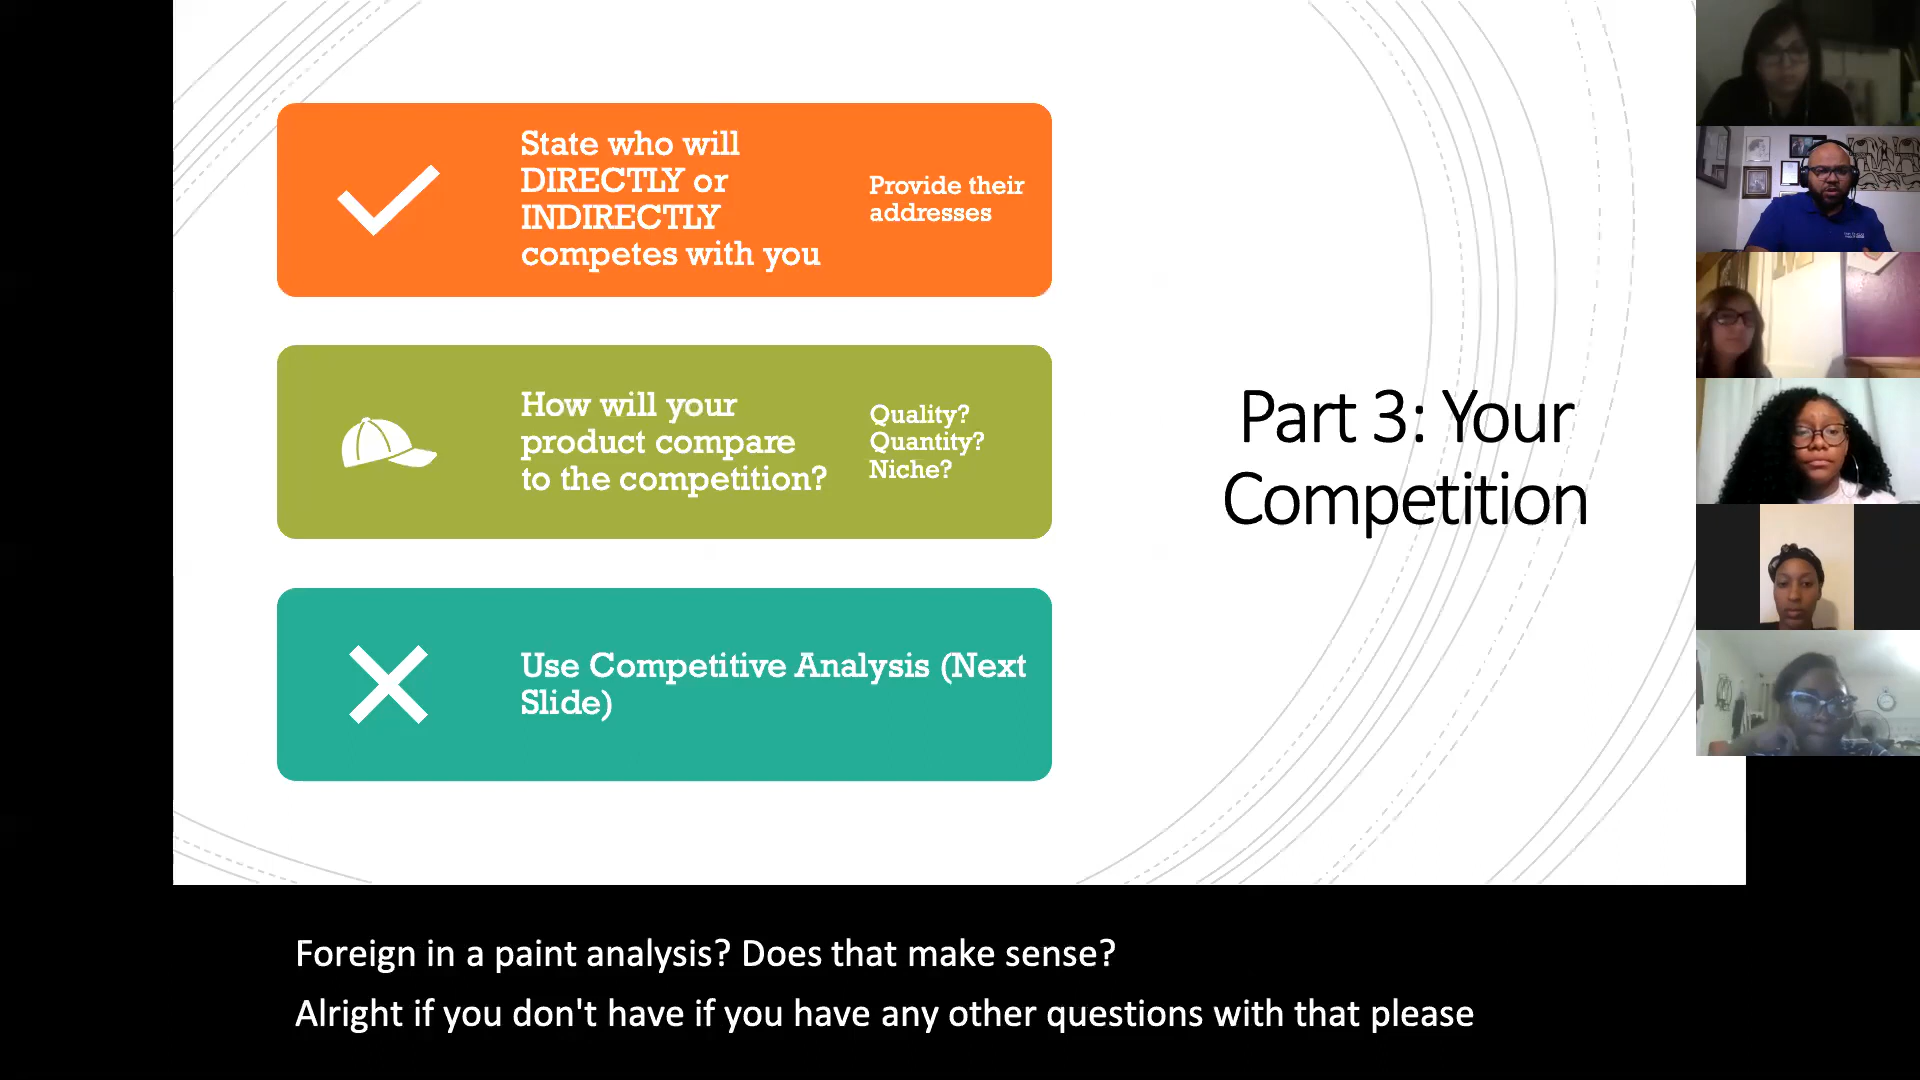 State who will
DIRECTLY or
INDIRECTLY
competes with you
Provide their
addresses
How will your
product compare
to the competition?
Quality?
Quantity?
Niche?
Use Competitive Analysis (Next
Slide)
Part 3: Your
Competition
Foreign in a paint analysis? Does that make sense?
Alright if you don't have if you have any other questions with that please